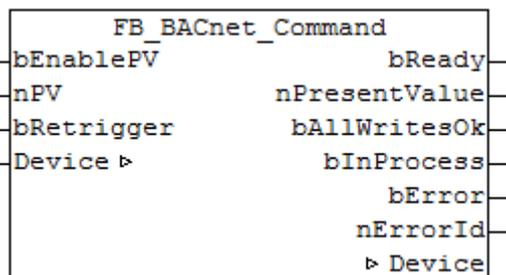 FB_BACnet_Command
bEnablePV bReady
nPV nPresentValue
bRetrigger bAllWritesOk
Device bInProcess
bError
nErrorId
Device